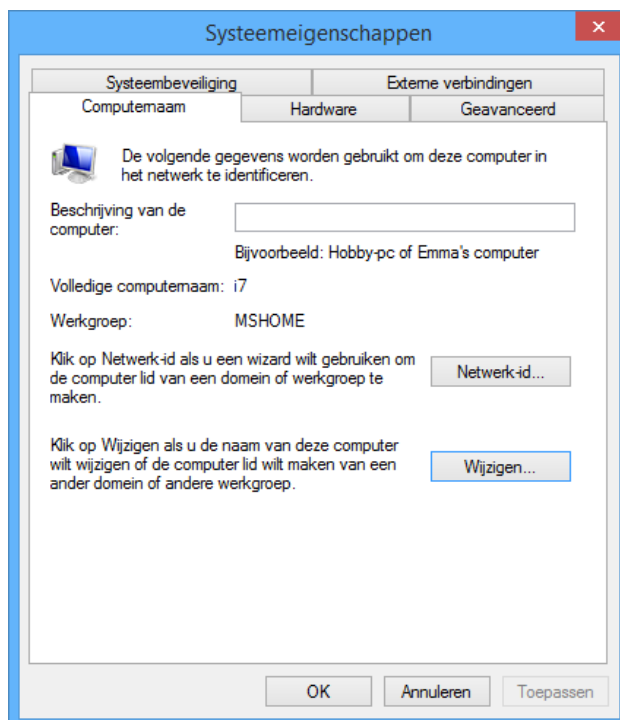 Systeemeigenschappen
Systeembeveiliging
Externe verbindingen
Computernaam
Hardware
Geavanceerd
De volgende gegevens worden gebruikt om deze computer in
het netwerk te identificeren.
Beschrijving van de
computer:
Bijvoorbeeld: Hobby-pc of Emma's computer
Volledige computernaam: i7
Werkgroep: MSHOME
Klik op Netwerk-id als u een wizard wilt gebruiken om
de computer lid van een domein of werkgroep te
maken.
Netwerk-id...
Klik op Wijzigen als u de naam van deze computer
wilt wijzigen of de computer lid wilt maken van een
ander domein of andere werkgroep.
Wijzigen...
OK
Annuleren
Toepassen